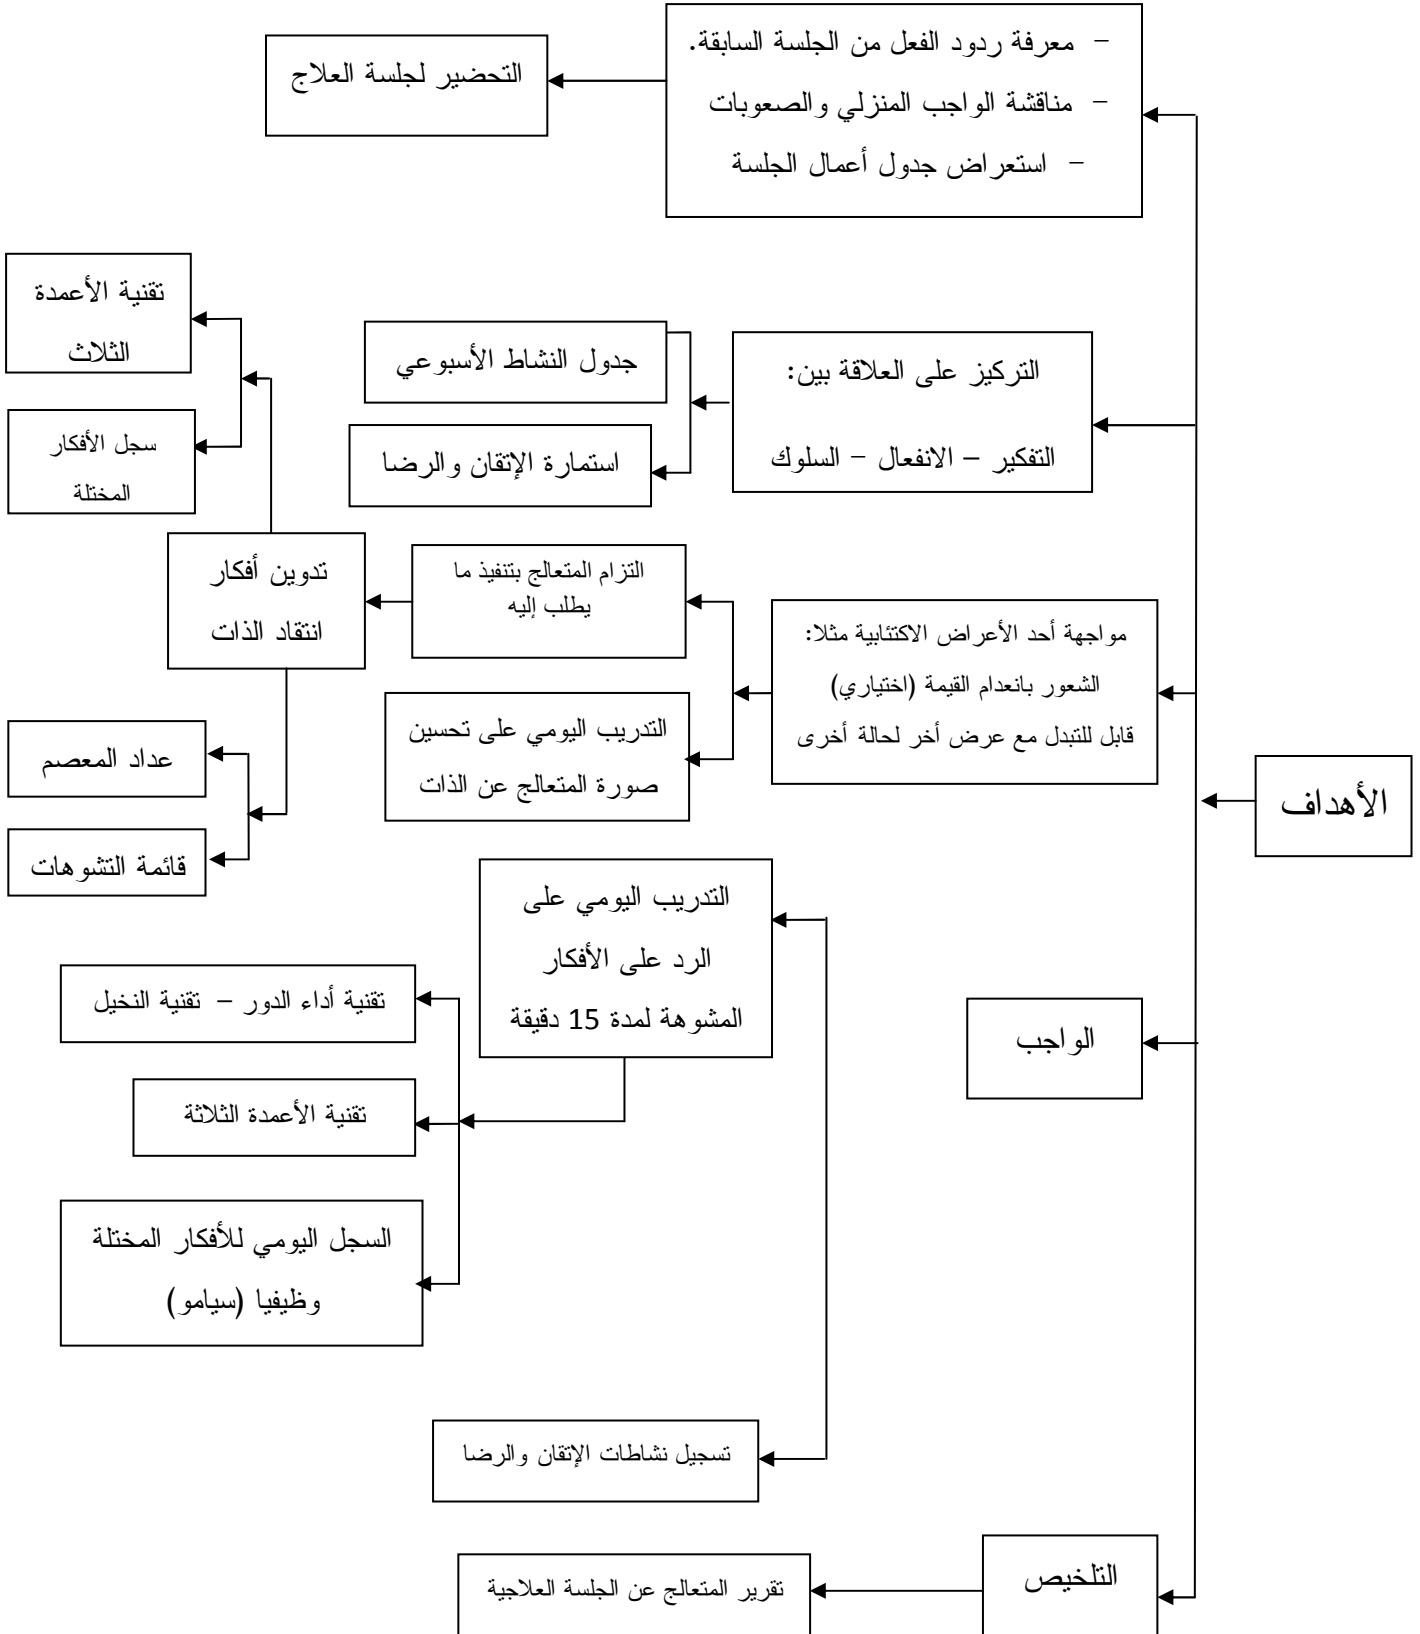 – معرفة ردود الفعل من الجلسة السابقة.
– مناقشة الواجب المنزلي والصعوبات
– استعراض جدول أعمال الجلسة
التحضير لجلسة العلاج
التركيز على العلاقة بين:
التفكير – الانفعال – السلوك
جدول النشاط الأسبوعي
استمارة الإتقان والرضا
تقنية الأعمدة
الثلاث
سجل الأفكار
المختلة
مواجهة أحد الأعراض الاكتئابية مثلا:
الشعور بانعدام القيمة (اختياري)
قابل للتبدل مع عرض أخر لحالة أخرى
التزام المتعالج بتنفيذ ما
يطلب إليه
التدريب اليومي على تحسين
صورة المتعالج عن الذات
تدوين أفكار
انتقاد الذات
عداد المعصم
قائمة التشوهات
الأهداف
التدريب اليومي على
الرد على الأفكار
المشوهة لمدة 15 دقيقة
تقنية أداء الدور – تقنية النخيل
تقنية الأعمدة الثلاثة
السجل اليومي للأفكار المختلة
وظيفيا (سيامو)
الواجب
تسجيل نشاطات الإتقان والرضا
التلخيص
تقرير المتعالج عن الجلسة العلاجية